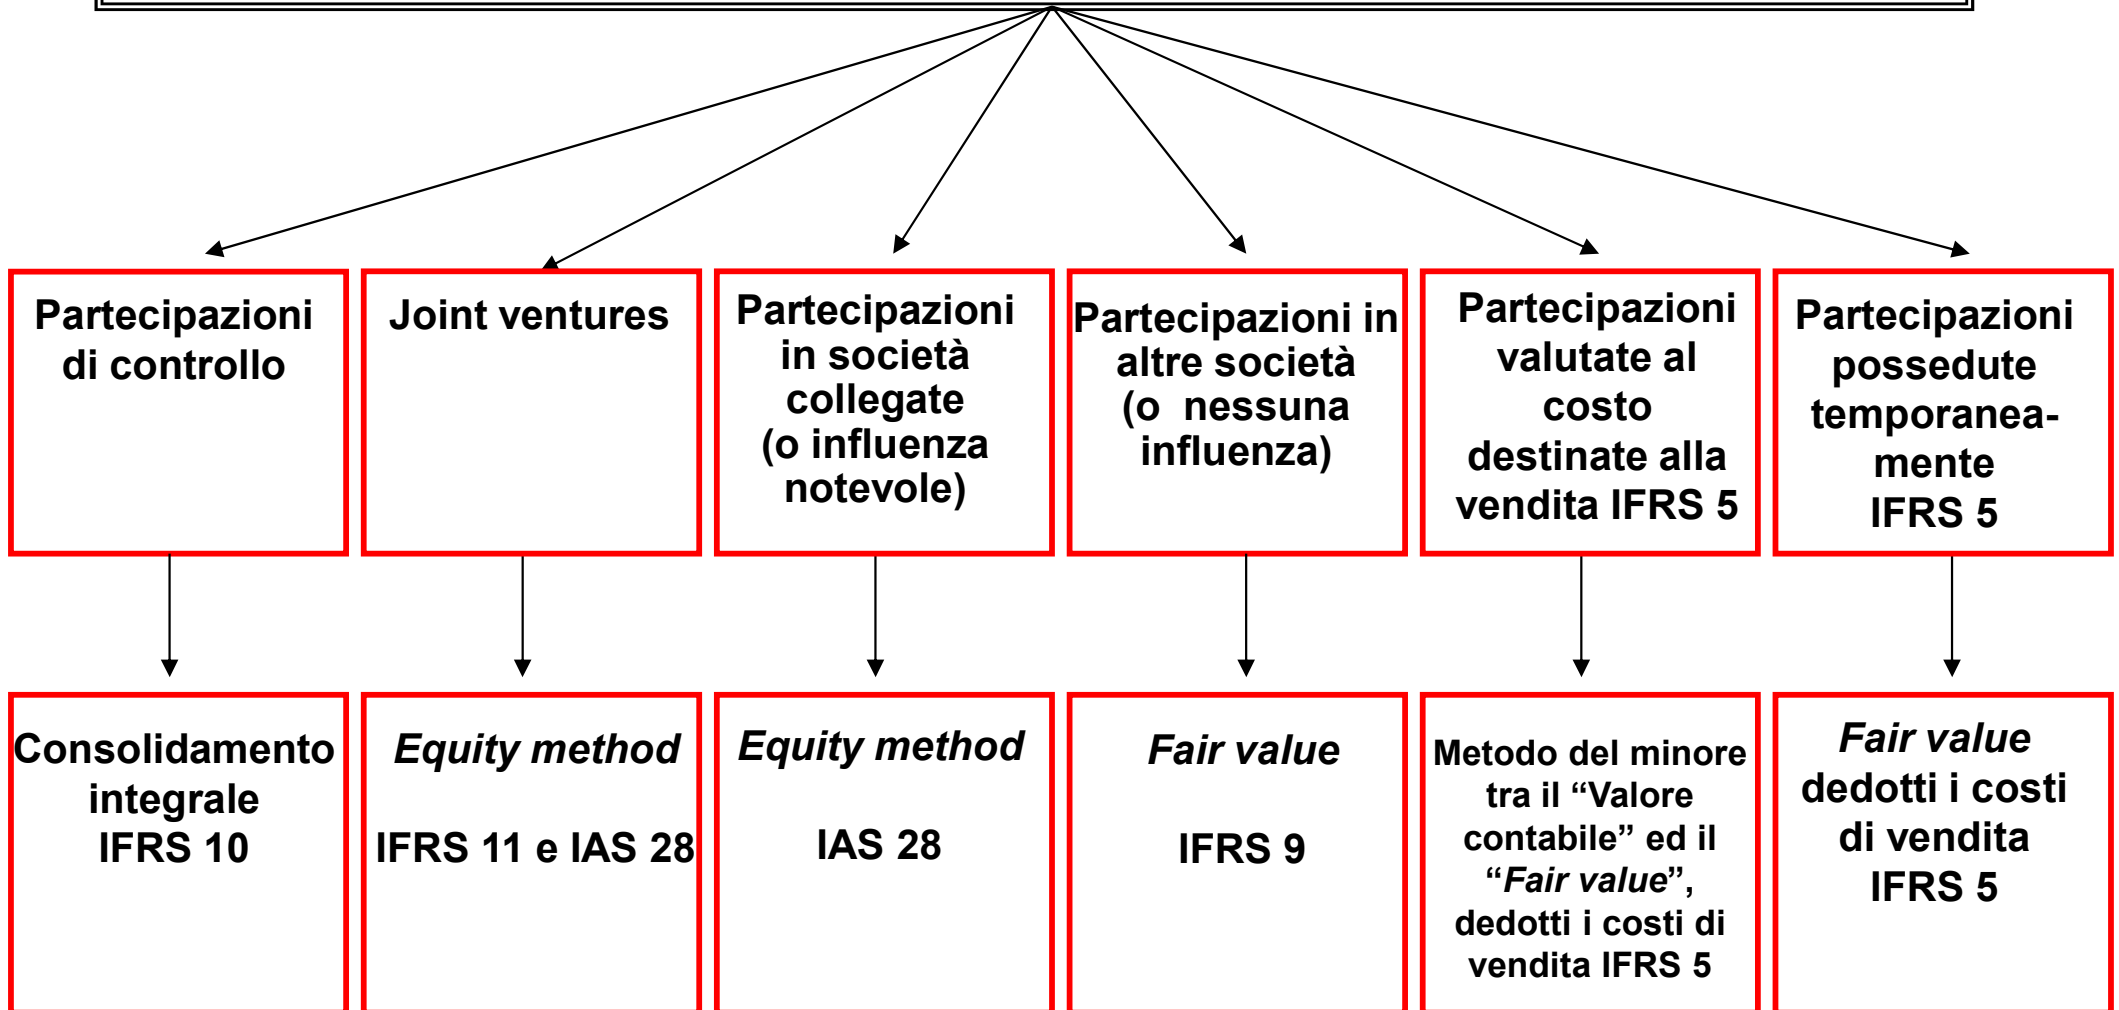 Partecipazioni
di controllo
Joint ventures
Partecipazioni
in società
collegate
(o influenza
notevole)
Partecipazioni in
altre società
(o nessuna
influenza)
Partecipazioni
valutate al
costo
destinate alla
vendita IFRS 5
Partecipazioni
possedute
temporanea-
mente
IFRS 5
Consolidamento
integrale
IFRS 10
Equity method
IFRS 11 e IAS 28
Equity method
IAS 28
Fair value
IFRS 9
Metodo del minore
tra il “Valore
contabile” ed il
“Fair value”,
dedotti i costi di
vendita IFRS 5
Fair value
dedotti i costi
di vendita
IFRS 5